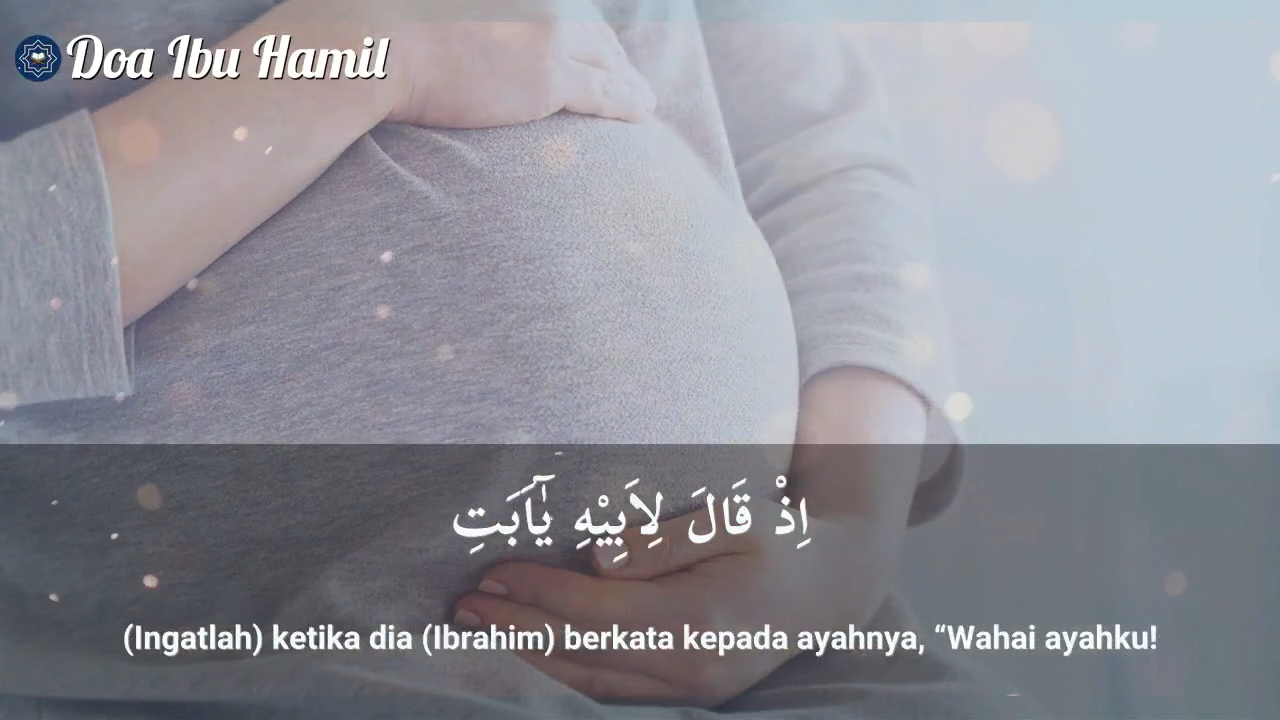 Doa Ibu Hamil
اِذْ قَالَ لِاَبِيْهِ يٰٓاَبَتِ
(Ingatlah) ketika dia (Ibrahim) berkata kepada ayahnya, “Wahai ayahku!